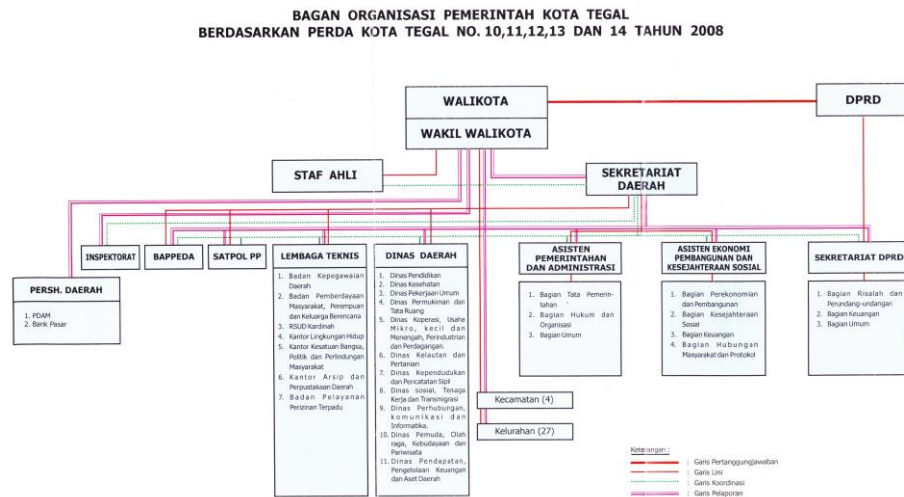 BAGAN ORGANISASI PEMERINTAH KOTA TEGAL
BERDASARKAN PERDA KOTA TEGAL NO. 10,11,12,13 DAN 14 TAHUN 2008
WALIKOTA
WAKIL WALIKOTA
DPRD
STAF AHLI
SEKRETARIAT
DAERAH
INSPEKTORAT
BAPPEDA
SATPOL PP
PERSH. DAERAH
1. PDAM
2. Bank Pasar
LEMBAGA TEKNIS
1. Badan Kepegawaian
Daerah
2. Badan Pemberdayaan
Masyarakat, Perempuan
dan Keluarga Berencana
3. RSUD Kardinah
4. Kantor Lingkungan Hidup
5. Kantor Kesatuan Bangsa,
Politik dan Perlindungan
Masyarakat
6. Kantor Arsip dan
Perpustakaan Daerah
7. Badan Pelayanan
Perizinan Terpadu
DINAS DAERAH
1. Dinas Pendidikan
2. Dinas Kesehatan
3. Dinas Pekerjaan Umum
4. Dinas Permukiman dan
Tata Ruang
5. Dinas Koperasi, Usaha
Mikro, kecil dan
Menengah, Perindustrian
dan Perdagangan.
6. Dinas Kelautan dan
Pertanian
7. Dinas Kependudukan
dan Pencatatan Sipil
8. Dinas sosial, Tenaga
Kerja dan Transmigrasi
9. Dinas Perhubungan,
komunikasi dan
Informatika.
10. Dinas Pemuda, Olah
raga, Kebudayaan dan
Pariwisata
11. Dinas Pendapatan,
Pengelolaan Keuangan
dan Aset Daerah
Kecamatan (4)
Kelurahan (27)
ASISTEN
PEMERINTAHAN
DAN ADMINISTRASI
1. Bagian Tata Pemerin-
tahan
2. Bagian Hukum dan
Organisasi
3. Bagian Umum
ASISTEN EKONOMI
PEMBANGUNAN DAN
KESEJAHTERAAN SOSIAL
1. Bagian Perekonomian
dan Pembangunan
2. Bagian Kesejahteraan
Sosial
3. Bagian Keuangan
4. Bagian Hubungan
Masyarakat dan Protokol
SEKRETARIAT DPRD
1. Bagian Risalah dan
Perundang-undangan
2. Bagian Keuangan
3. Bagian Umum
Keterangan :
: Garis Pertanggungjawaban
: Garis Lini
: Garis Koordinasi
: Garis Pelaporan